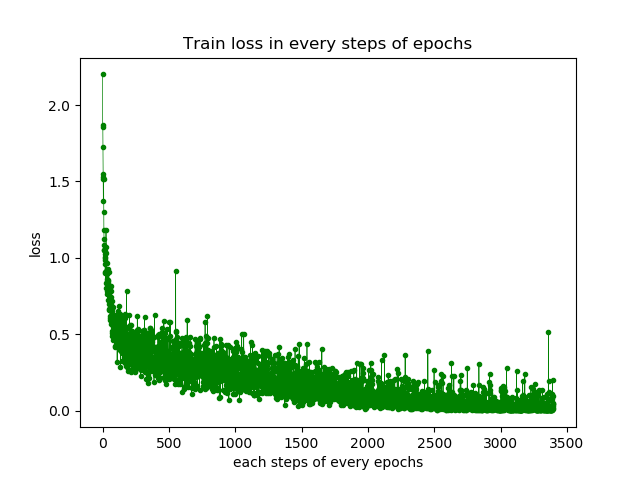 Train loss in every steps of epochs
2.0
1.5
1.0
0.5
0.0
loss
0 500 1000 1500 2000 2500 3000 3500
each steps of every epochs